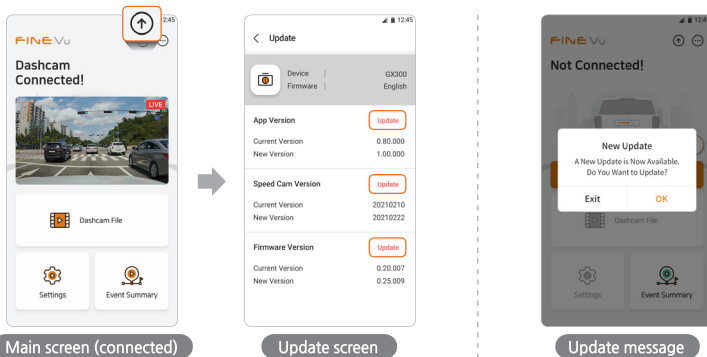 2:45
FINEVu
Dashcam
Connected!
LIVE
Dashcam File
Settings
Event Summary
Main screen (connected)
12:45
Update
Device | GX300
Firmware | English
App Version Update
Current Version 0.80.000
New Version 1.00.000
Speed Cam Version Update
Current Version 20210210
New Version 20210222
Firmware Version Update
Current Version 0.20.007
New Version 0.25.009
Update screen
12:45
FINEVu
Not Connected!
New Update
A New Update is Now Available.
Do You Want to Update?
Exit OK
Dashcam File
Settings
Event Summary
Update message